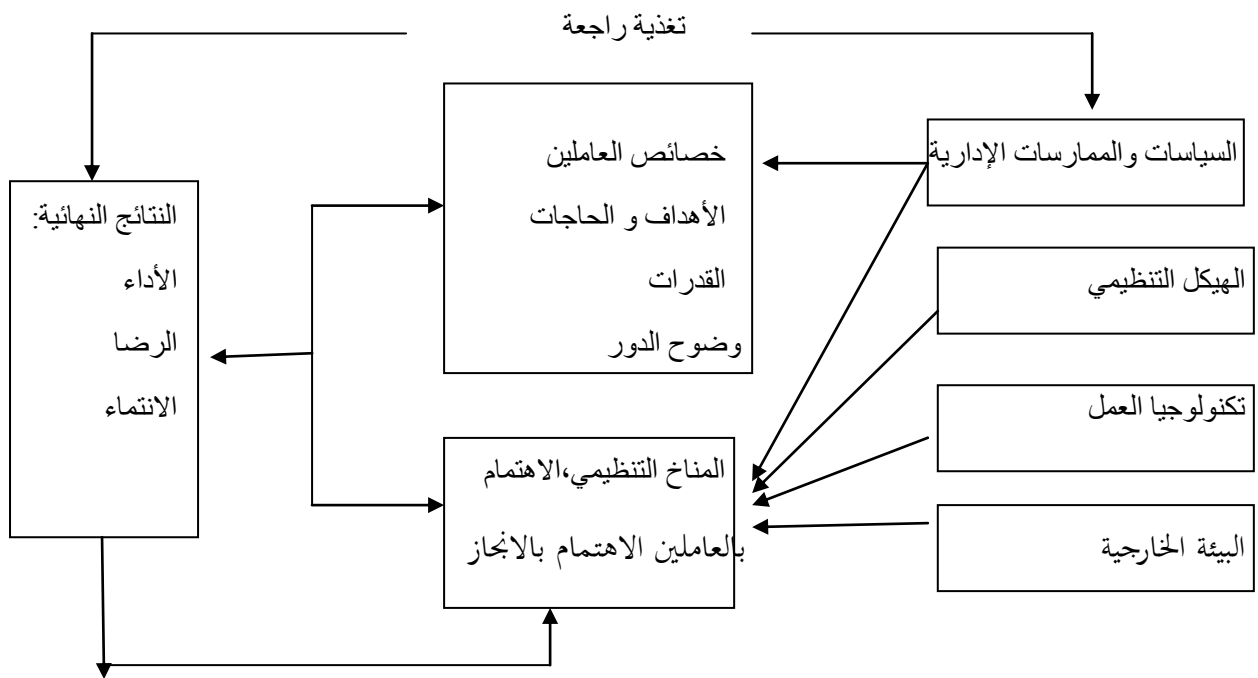 تغذية راجعة
السياسات والممارسات الإدارية
الهيكل التنظيمي
تكنولوجيا العمل
البيئة الخارجية
خصائص العاملين
الأهداف و الحاجات
القدرات
وضوح الدور
المناخ التنظيمي،الاهتمام
بالعاملين الاهتمام بالانجاز
النتائج النهائية:
الأداء
الرضا
الانتماء